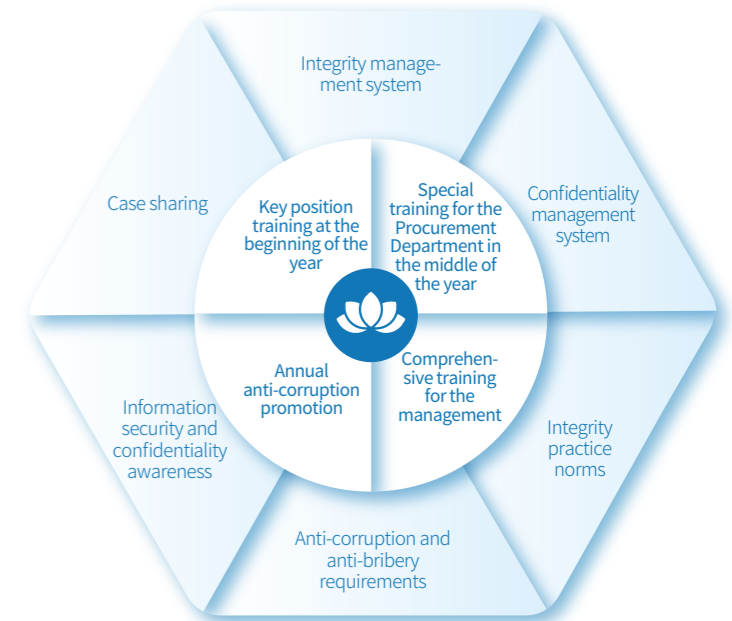 Integrity manage-
ment system
Case sharing
Key position
training at the
beginning of the
year
Special
training for the
Procurement
Department in
the middle of
the year
Confidentiality
management
system
Annual
anti-corruption
promotion
Comprehen-
sive training
for the
management
Information
security and
confidentiality
awareness
Integrity
practice
norms
Anti-corruption and
anti-bribery
requirements